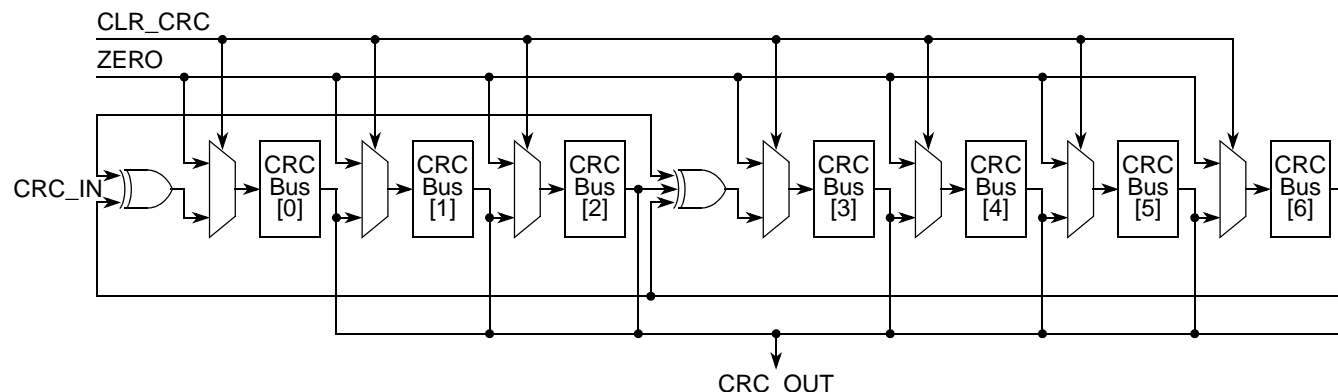 CLR_CRC
ZERO
CRC_IN
CRC
Bus
[0]
CRC
Bus
[1]
CRC
Bus
[2]
CRC
Bus
[3]
CRC
Bus
[4]
CRC
Bus
[5]
CRC
Bus
[6]
CRC_OUT